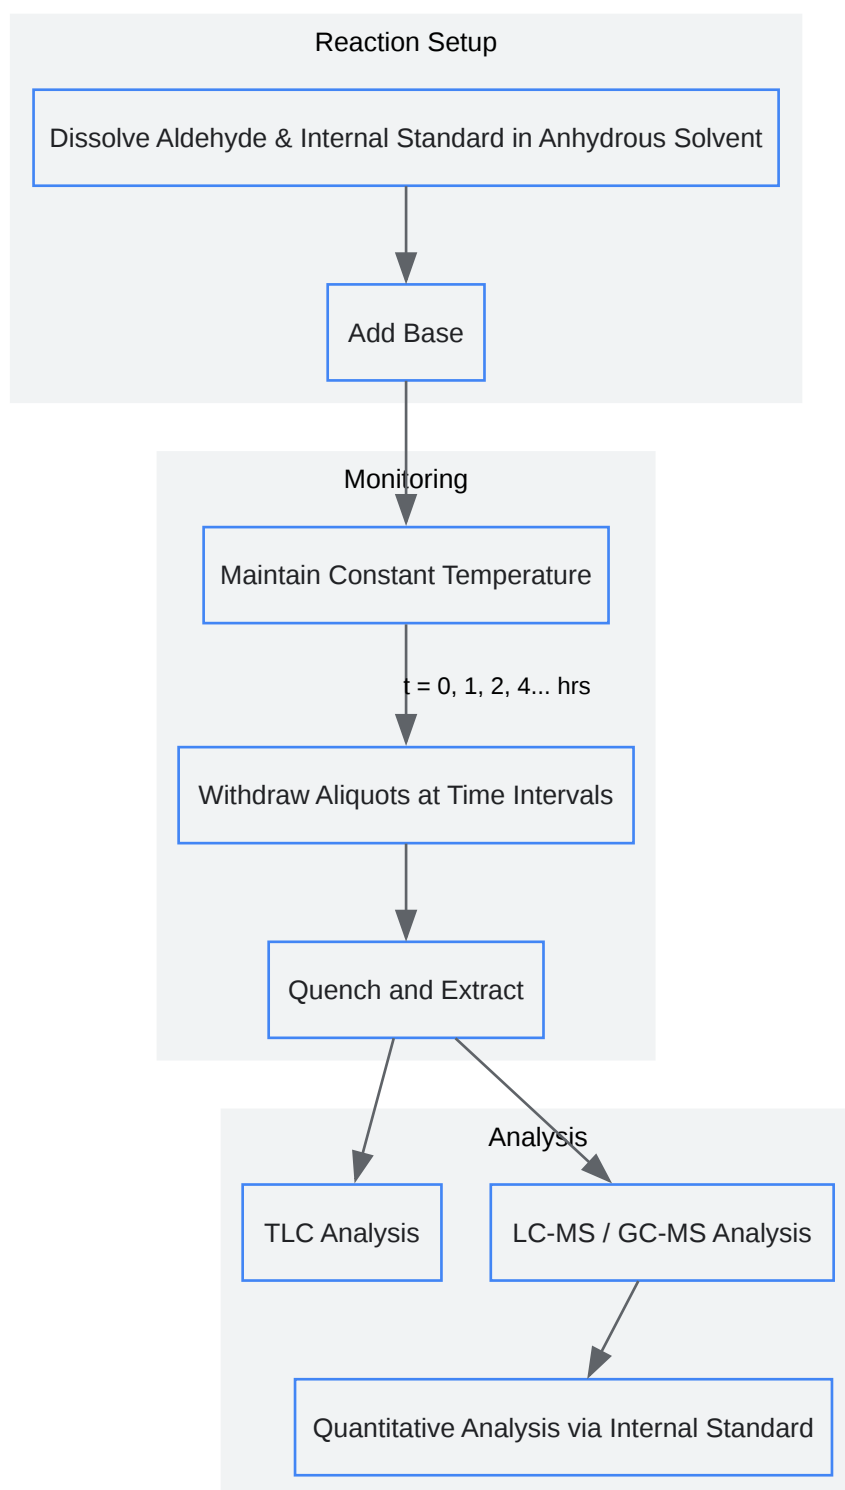 Reaction Setup
Dissolve Aldehyde & Internal Standard in Anhydrous Solvent
Add Base
Monitoring
Maintain Constant Temperature
t = 0, 1, 2, 4... hrs
Withdraw Aliquots at Time Intervals
Quench and Extract
Analysis
TLC Analysis
LC-MS / GC-MS Analysis
Quantitative Analysis via Internal Standard